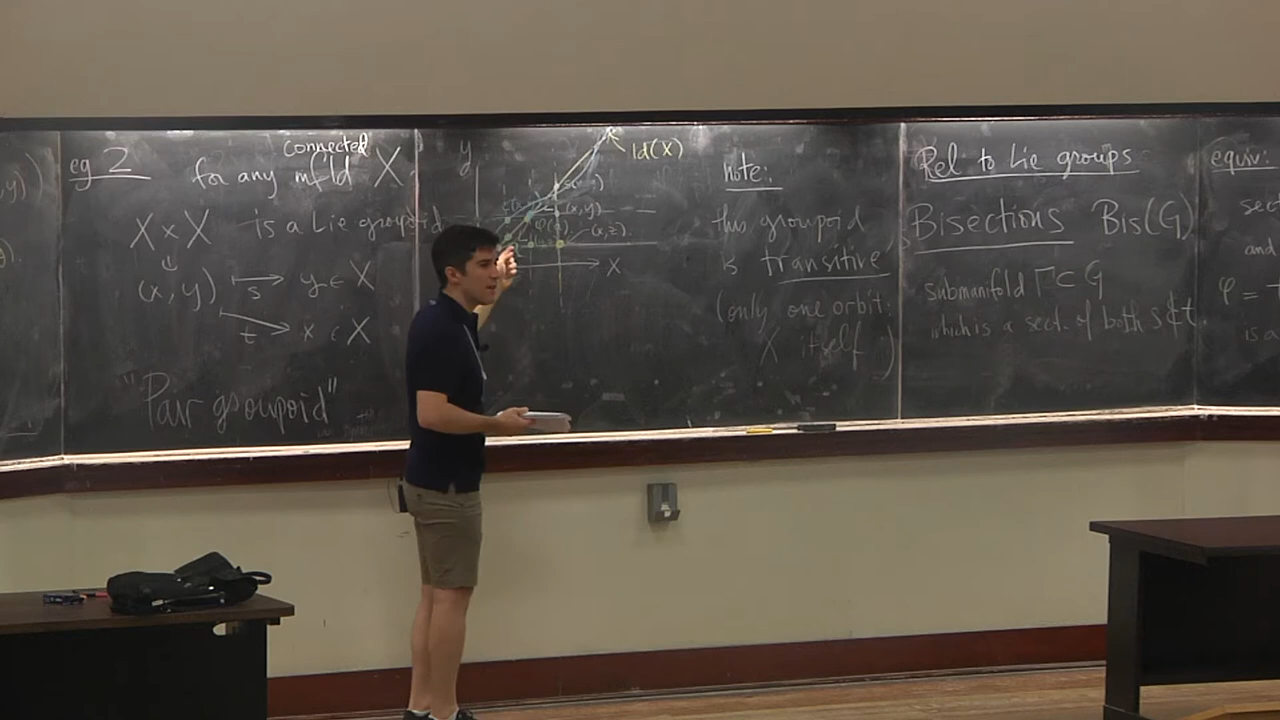 y)
eg 2
connected
for any mfld X
X × X is a Lie groupoid
(x, y) ⟼ y ∈ X
s
t x ∈ X
"Pair groupoid"
y
Id(X)
(x, y)
(x, z)
X
note:
this groupoid
is transitive
(only one orbit:
X itself)
Rel to Lie groups
Bisections Bis(G)
submanifold Γ ⊂ G
which is a sect. of both s & t
equiv:
and
φ =
is a